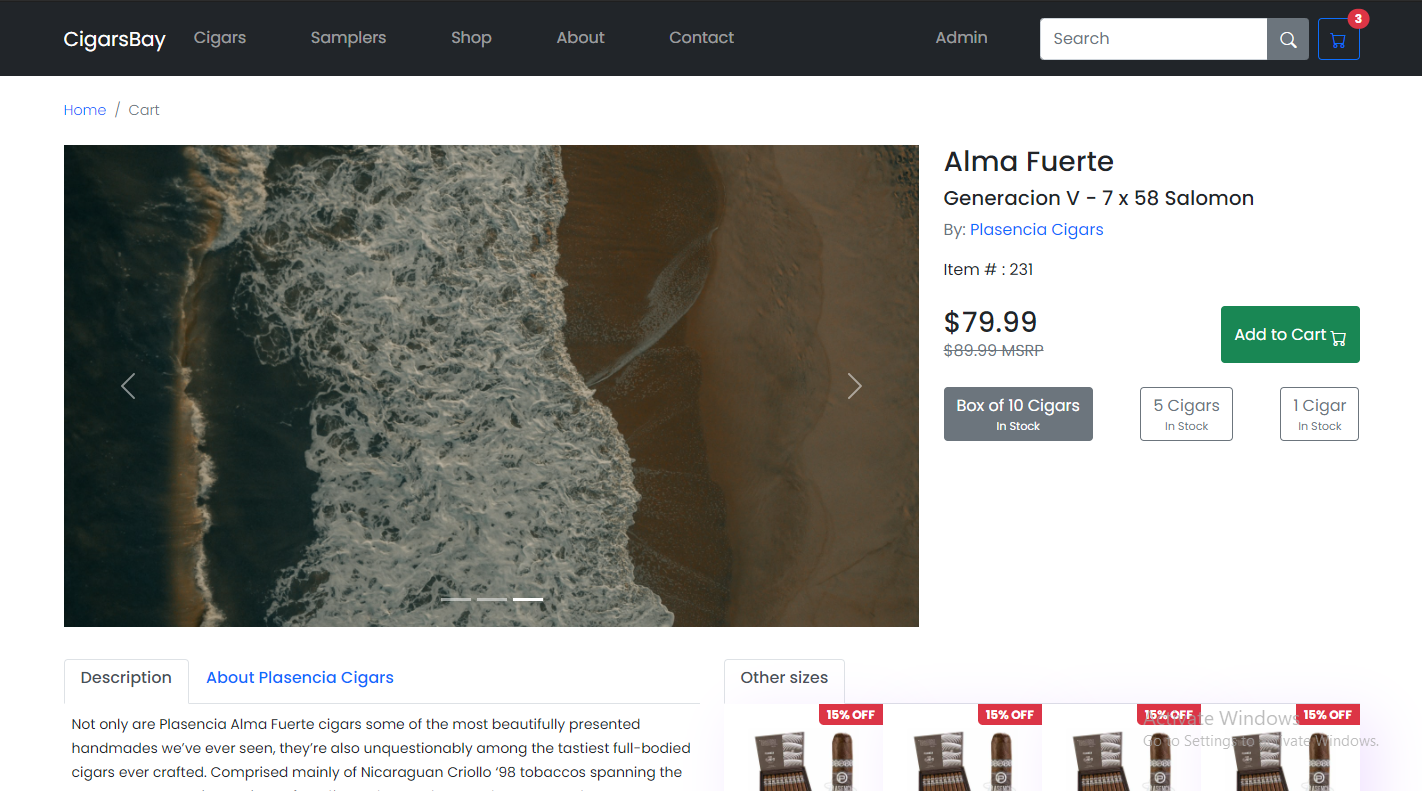 CigarsBay Cigars Samplers Shop About Contact Admin Search 3
Home / Cart
Alma Fuerte
Generacion V - 7 x 58 Salomon
By: Plasencia Cigars
Item # : 231
$79.99
$89.99 MSRP
Add to Cart
Box of 10 Cigars
In Stock
5 Cigars
In Stock
1 Cigar
In Stock
Description About Plasencia Cigars
Not only are Plasencia Alma Fuerte cigars some of the most beautifully presented
handmades we’ve ever seen, they’re also unquestionably among the tastiest full-bodied
cigars ever crafted. Comprised mainly of Nicaraguan Criollo ‘98 tobaccos spanning the
Other sizes
15% OFF 15% OFF 15% OFF 15% OFF
Activate Windows
Go to Settings to activate Windows.